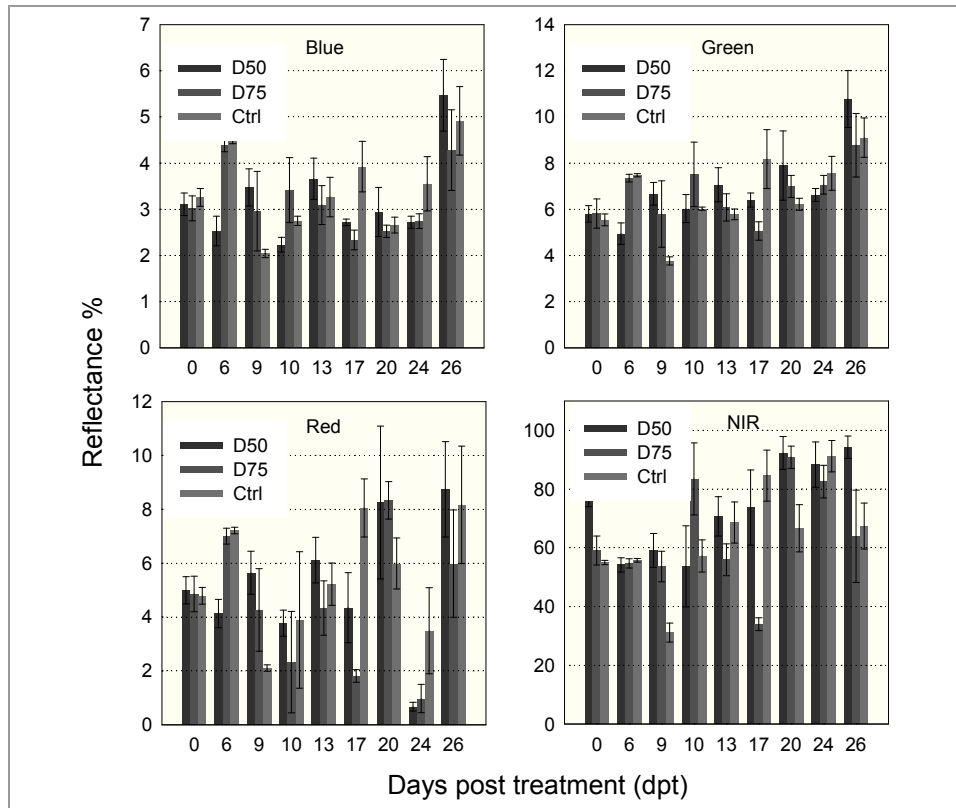 Blue
D50
D75
Ctrl
7
6
5
4
3
2
1
0
0 6 9 10 13 17 20 24 26
Green
D50
D75
Ctrl
14
12
10
8
6
4
2
0
0 6 9 10 13 17 20 24 26
Reflectance %
Red
D50
D75
Ctrl
12
10
8
6
4
2
0
0 6 9 10 13 17 20 24 26
NIR
D50
D75
Ctrl
100
80
60
40
20
0
0 6 9 10 13 17 20 24 26
Days post treatment (dpt)